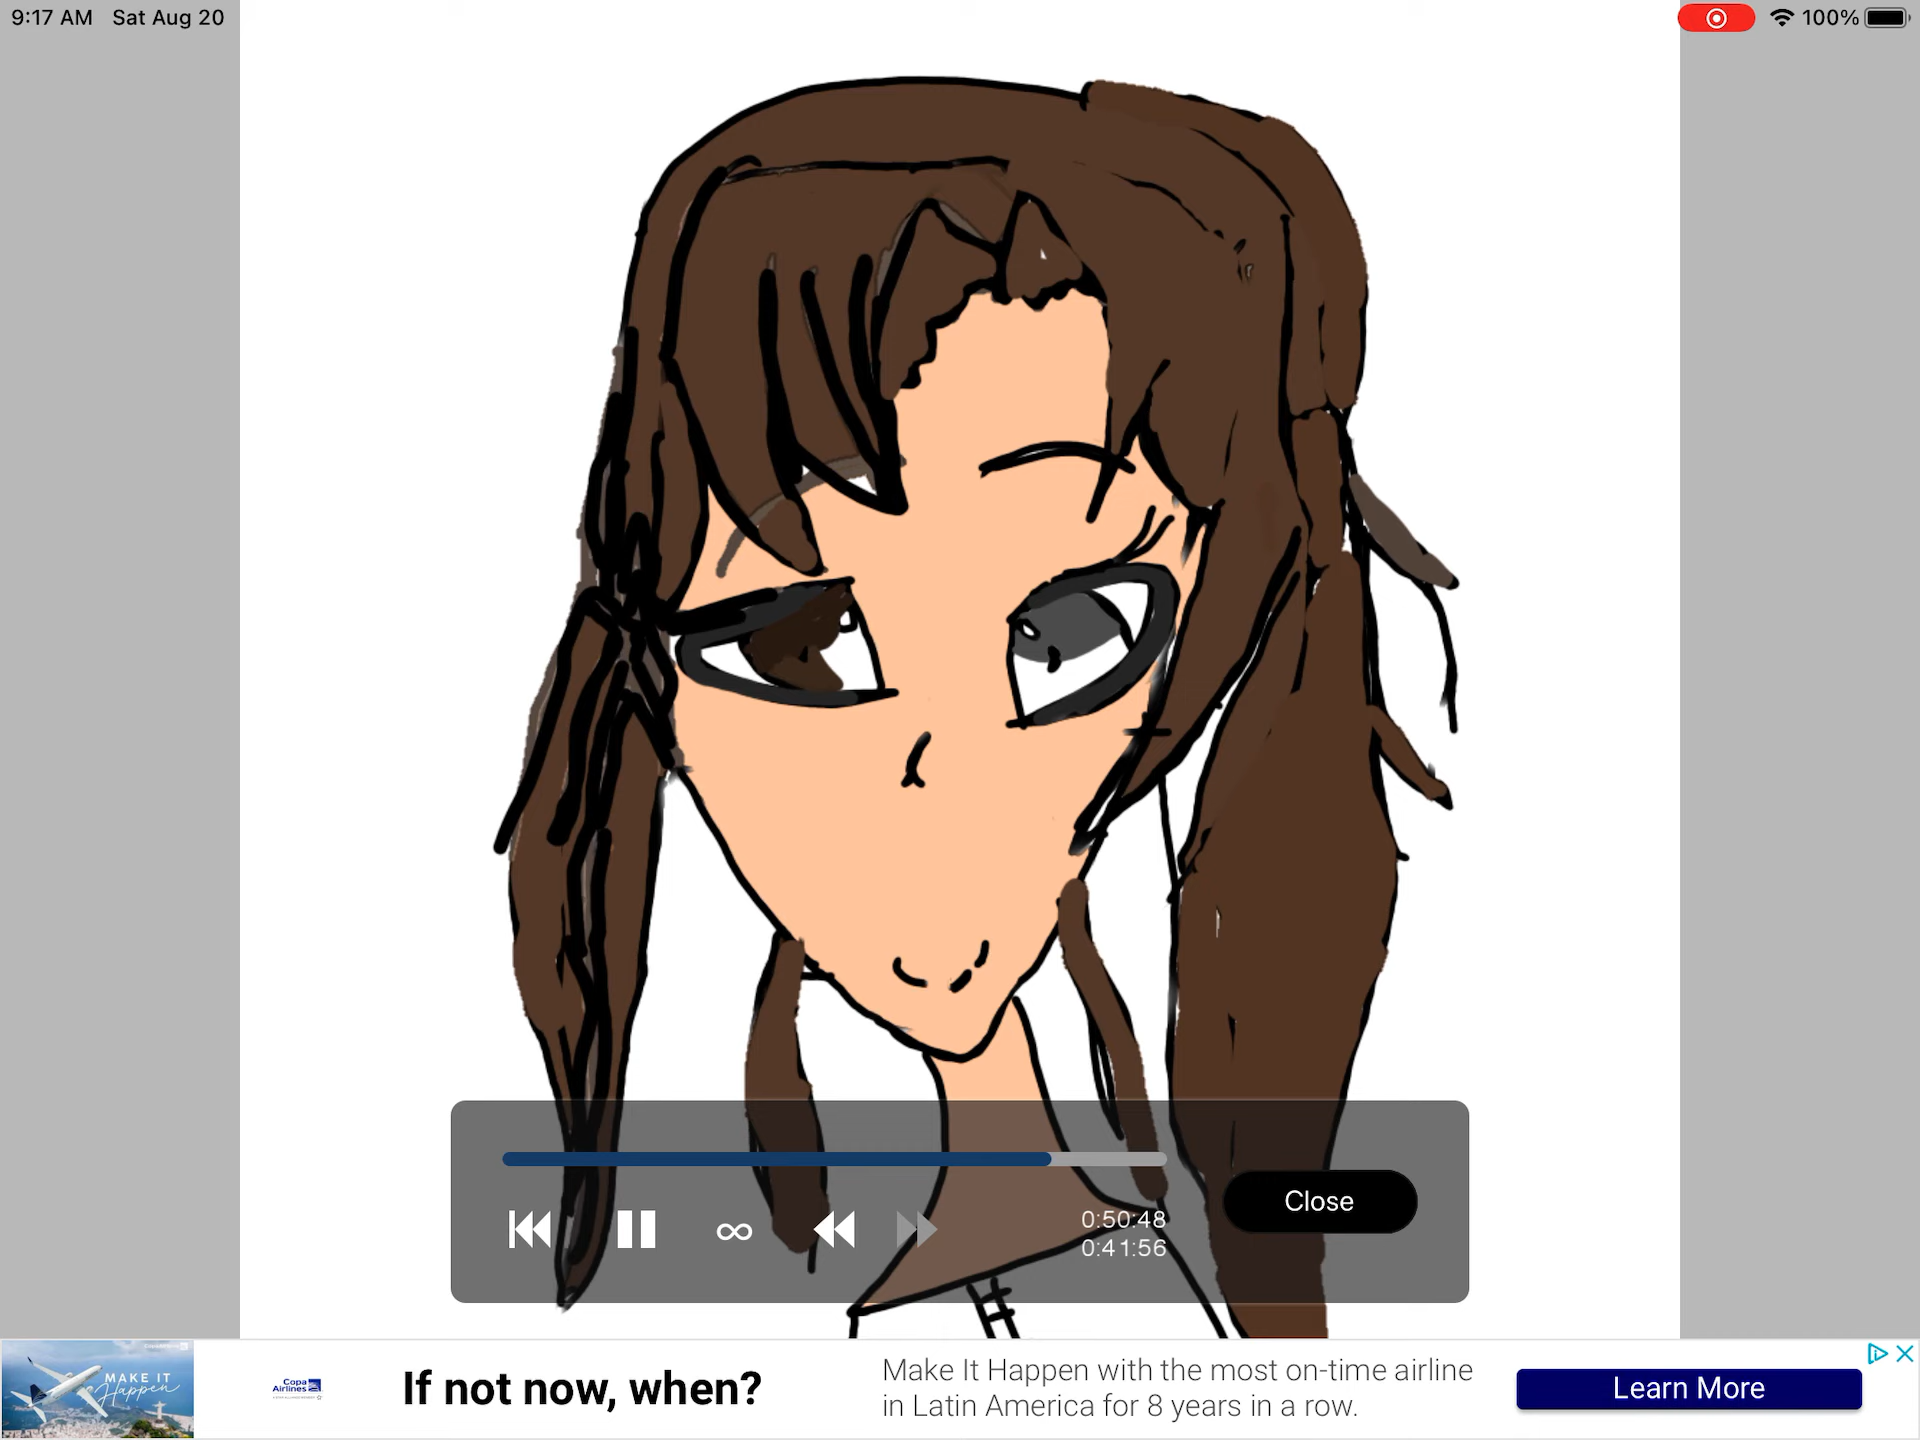 9:17 AM Sat Aug 20
100%
0:50:48
0:41:56
Close
MAKE IT
Happen
Copa Airlines
If not now, when?
Make It Happen with the most on-time airline
in Latin America for 8 years in a row.
Learn More